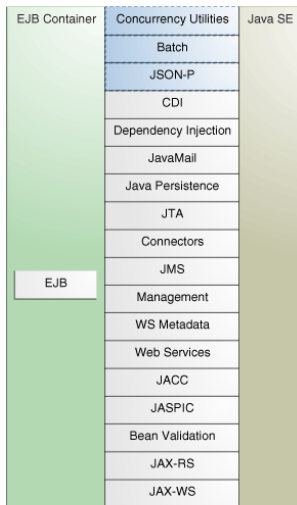 EJB Container
Concurrency Utilities
Java SE
Batch
JSON-P
CDI
Dependency Injection
JavaMail
Java Persistence
JTA
Connectors
JMS
EJB
Management
WS Metadata
Web Services
JACC
JASPIC
Bean Validation
JAX-RS
JAX-WS